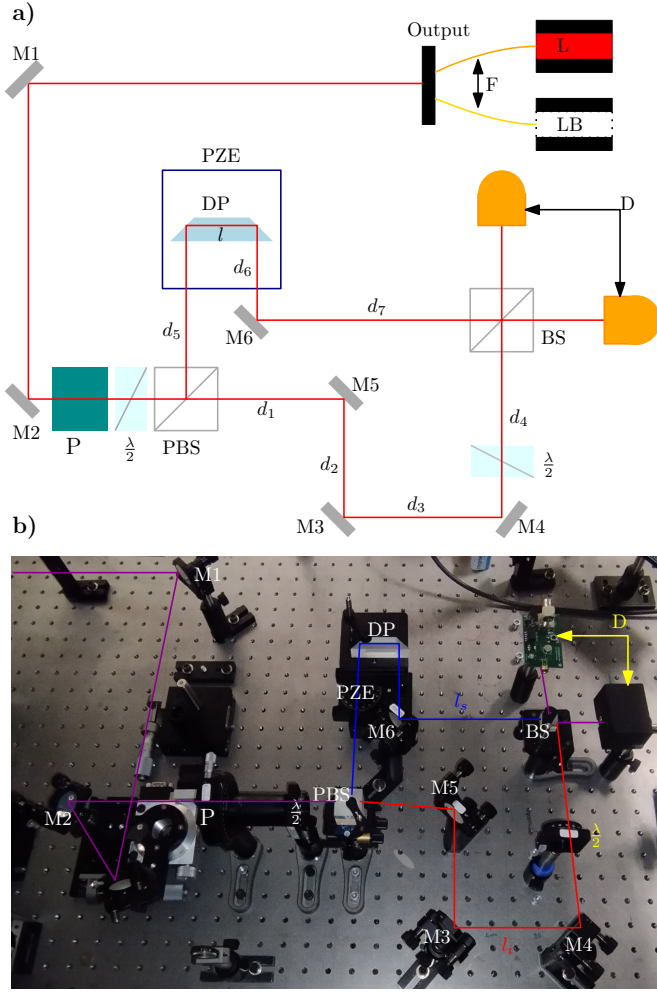 a)
M1
Output
L
F
LB
PZE
DP
l
D
d6
d5
M6
d7
BS
M5
M2
P
λ/2
PBS
d1
d4
d2
λ/2
d3
M3
M4
b)
M1
D
DP
PZE
M6
ls
BS
PBS
M5
M2
P
λ/2
λ/2
M3
lt
M4